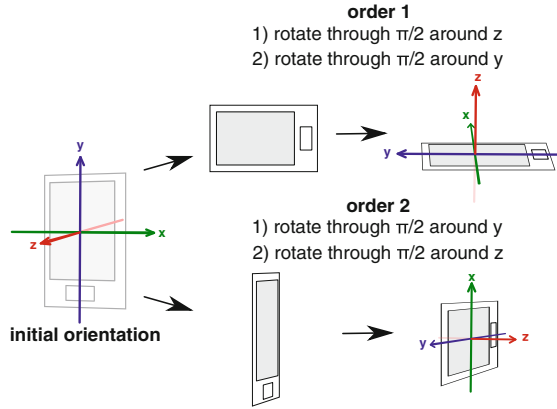 order 1
1) rotate through π/2 around z
2) rotate through π/2 around y
z
x
y
y
x
z
initial orientation
order 2
1) rotate through π/2 around y
2) rotate through π/2 around z
x
y
z